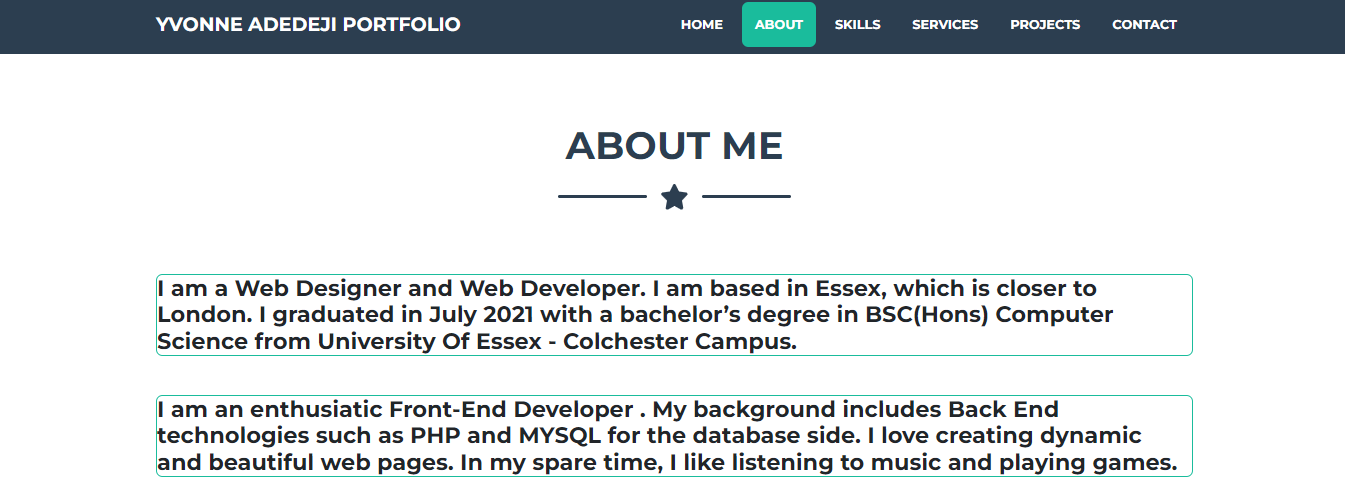 YVONNE ADEDEJI PORTFOLIO
HOME ABOUT SKILLS SERVICES PROJECTS CONTACT
ABOUT ME
I am a Web Designer and Web Developer. I am based in Essex, which is closer to
London. I graduated in July 2021 with a bachelor’s degree in BSC(Hons) Computer
Science from University Of Essex - Colchester Campus.
I am an enthusiatic Front-End Developer . My background includes Back End
technologies such as PHP and MYSQL for the database side. I love creating dynamic
and beautiful web pages. In my spare time, I like listening to music and playing games.